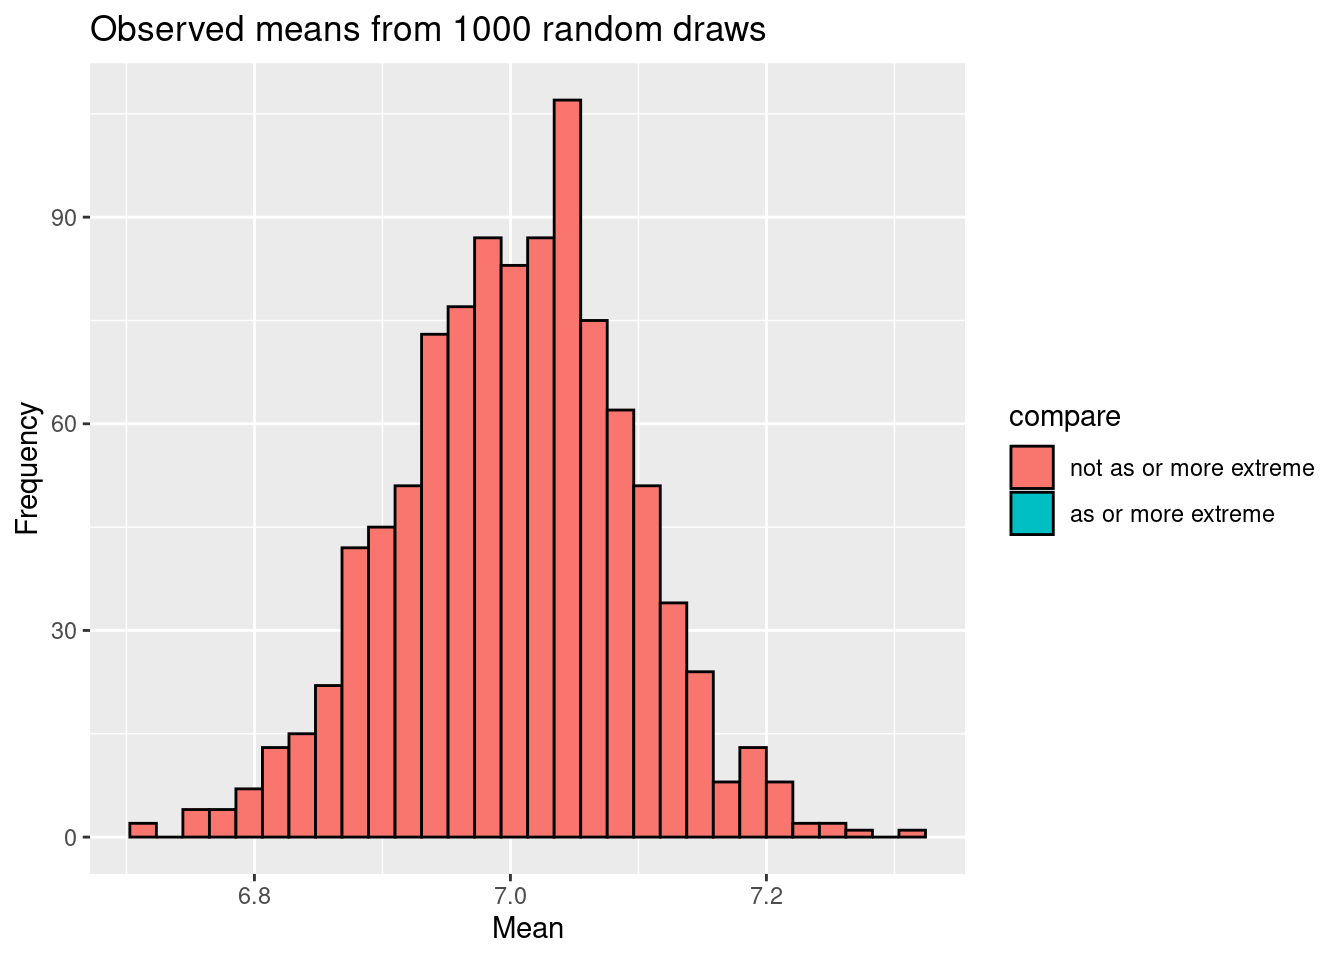 Observed means from 1000 random draws
90
60
30
0
Frequency
6.8 7.0 7.2
Mean
compare
not as or more extreme
as or more extreme